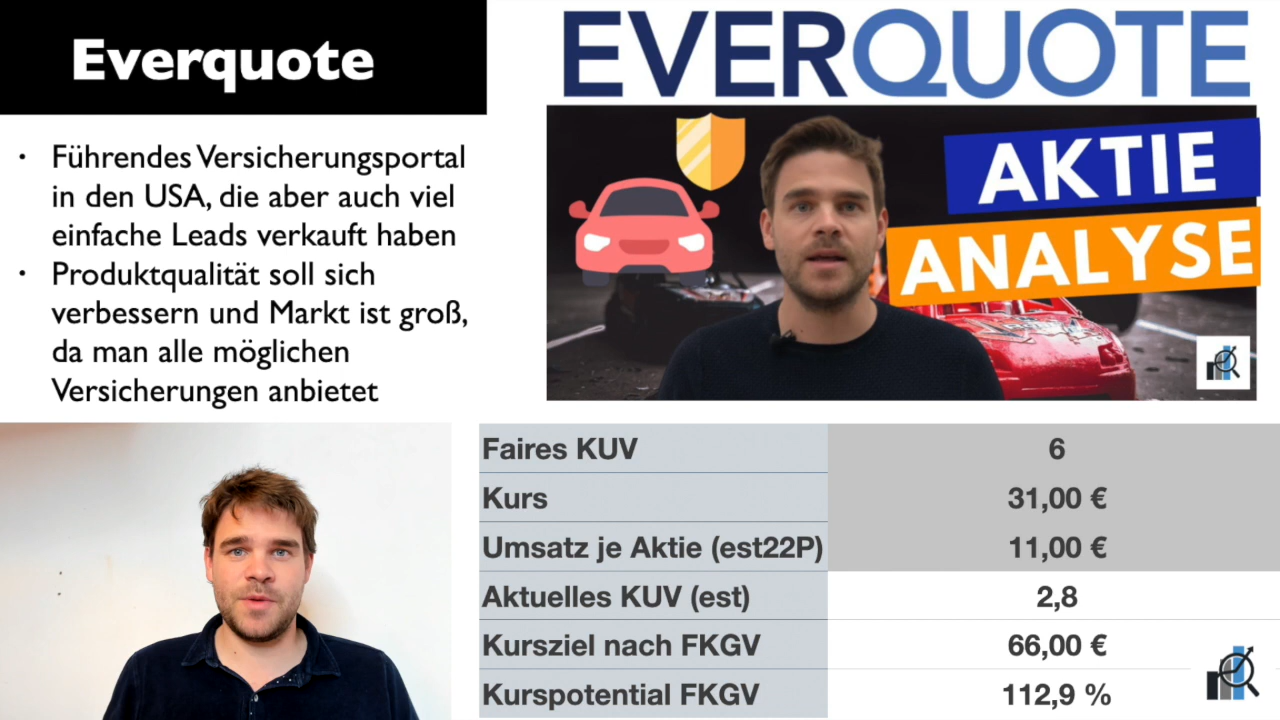 Everquote
• Führendes Versicherungsportal
in den USA, die aber auch viel
einfache Leads verkauft haben
• Produktqualität soll sich
verbessern und Markt ist groß,
da man alle möglichen
Versicherungen anbietet
EVERQUOTE
AKTIE
ANALYSE
Faires KUV 6
Kurs 31,00 €
Umsatz je Aktie (est22P) 11,00 €
Aktuelles KUV (est) 2,8
Kursziel nach FKGV 66,00 €
Kurspotential FKGV 112,9 %